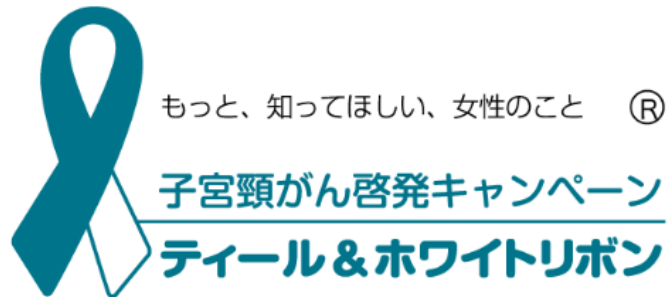 もっと、知ってほしい、女性のこと ®
子宮頸がん啓発キャンペーン
ティール&ホワイトリボン